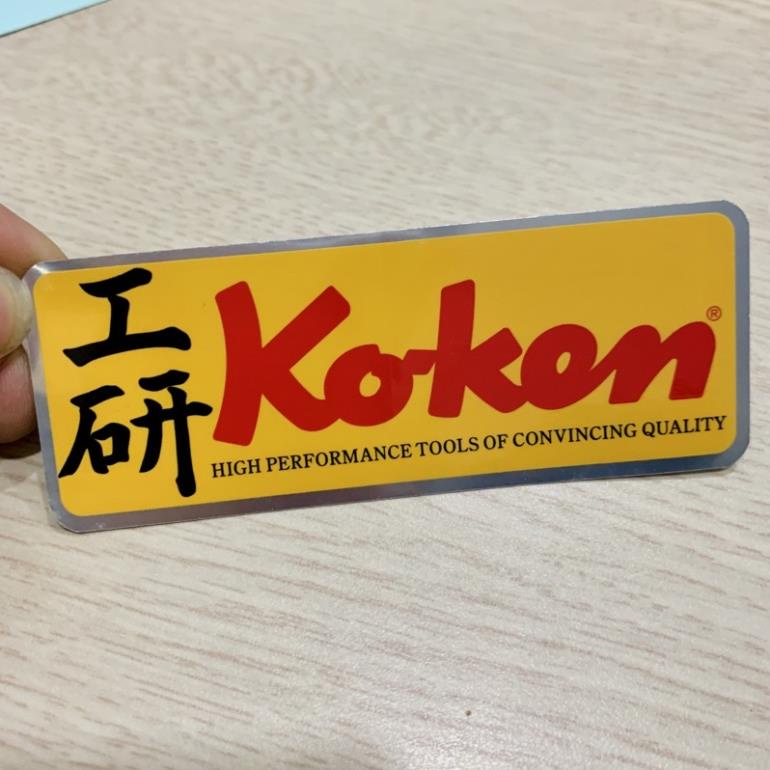 工研
Ko-ken®
HIGH PERFORMANCE TOOLS OF CONVINCING QUALITY